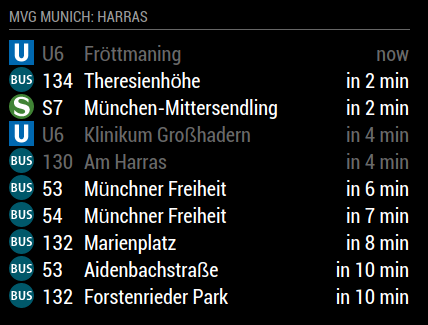 MVG MUNICH: HARRAS
U U6 Fröttmaning now
BUS 134 Theresienhöhe in 2 min
S S7 München-Mittersendling in 2 min
U U6 Klinikum Großhadern in 4 min
BUS 130 Am Harras in 4 min
BUS 53 Münchner Freiheit in 6 min
BUS 54 Münchner Freiheit in 7 min
BUS 132 Marienplatz in 8 min
BUS 53 Aidenbachstraße in 10 min
BUS 132 Forstenrieder Park in 10 min